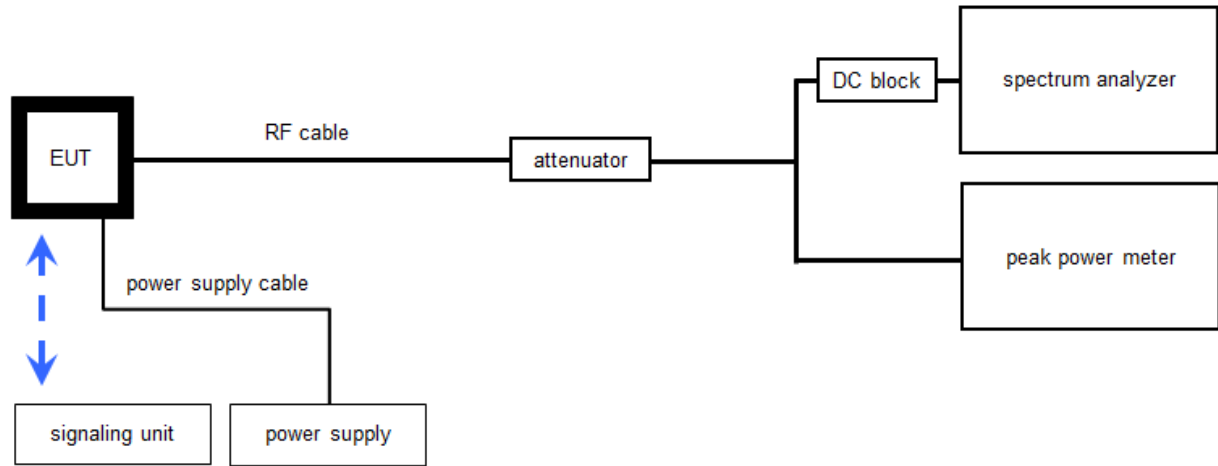 DC block
spectrum analyzer
RF cable
EUT
attenuator
peak power meter
power supply cable
signaling unit
power supply